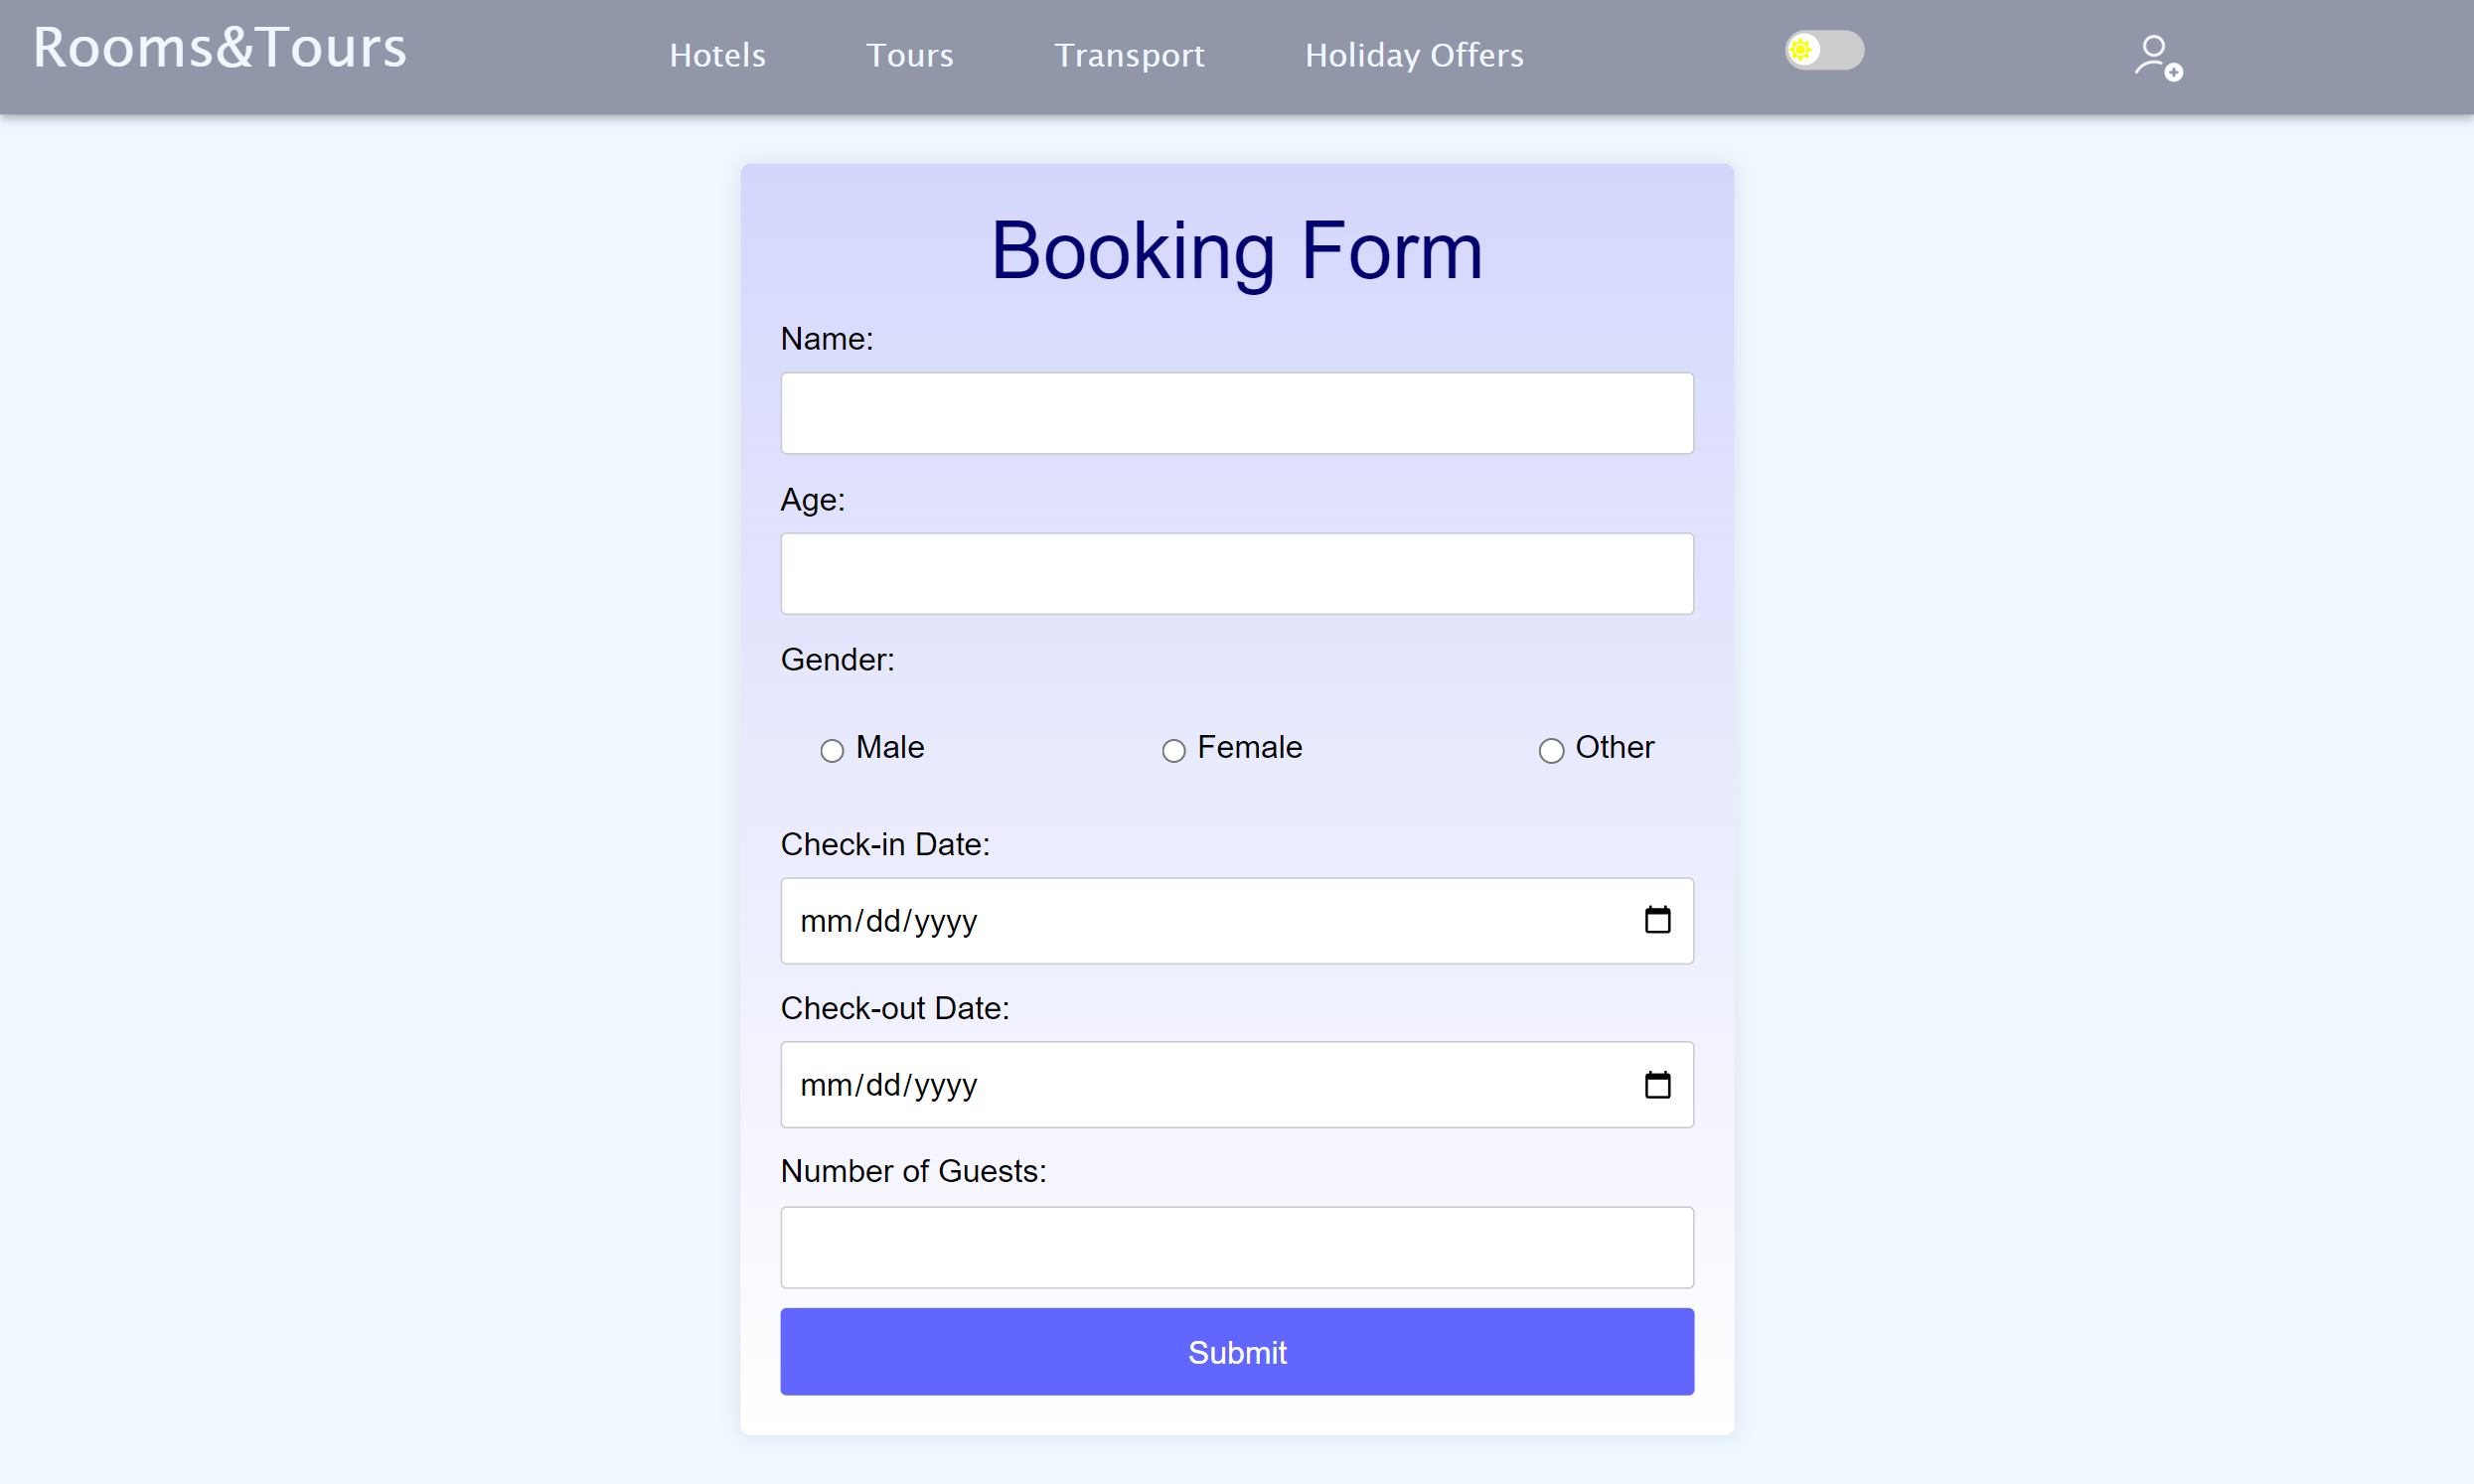 Rooms&Tours
Hotels Tours Transport Holiday Offers
Booking Form
Name:
Age:
Gender:
Male Female Other
Check-in Date:
mm/dd/yyyy
Check-out Date:
mm/dd/yyyy
Number of Guests:
Submit